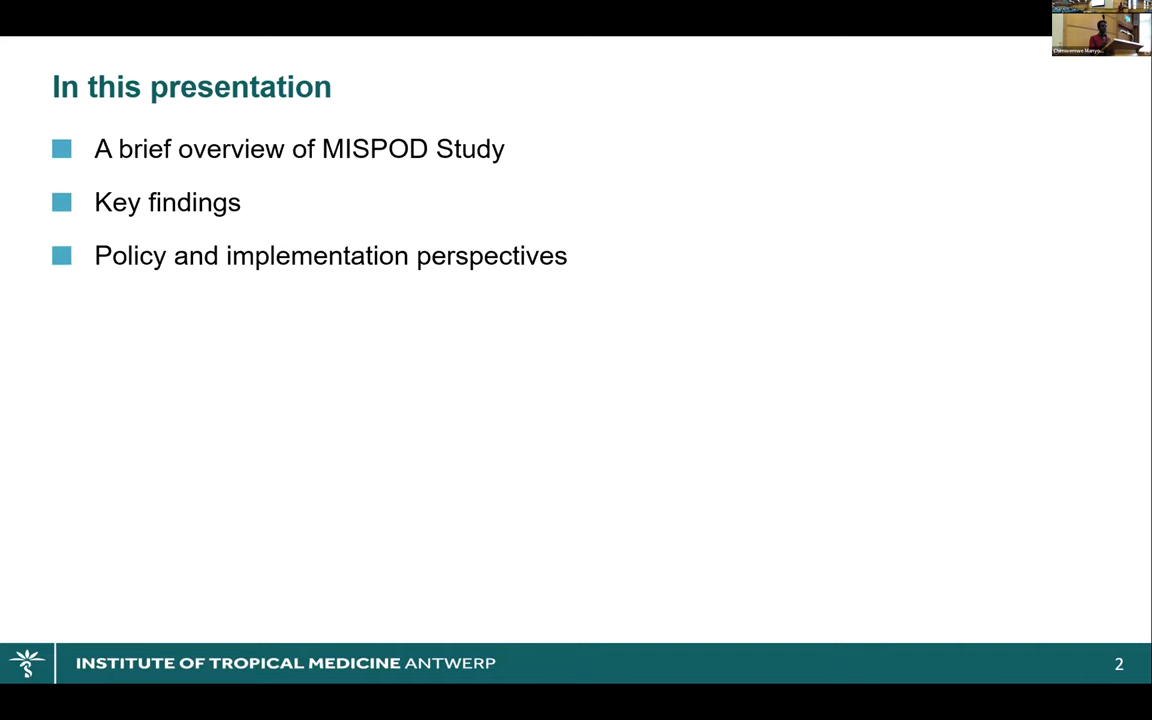 In this presentation
A brief overview of MISPOD Study
Key findings
Policy and implementation perspectives
INSTITUTE OF TROPICAL MEDICINE ANTWERP
2